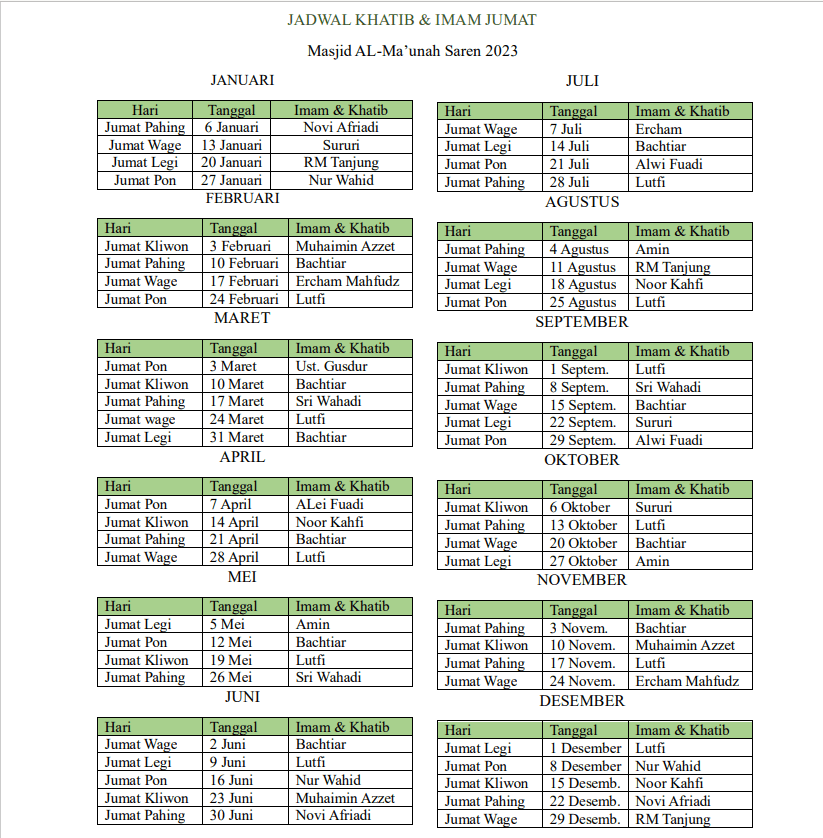 JADWAL KHATIB & IMAM JUMAT
Masjid AL-Ma’unah Saren 2023
JANUARI
Hari Tanggal Imam & Khatib
Jumat Pahing 6 Januari Novi Afriadi
Jumat Wage 13 Januari Sururi
Jumat Legi 20 Januari RM Tanjung
Jumat Pon 27 Januari Nur Wahid
FEBRUARI
Hari Tanggal Imam & Khatib
Jumat Kliwon 3 Februari Muhaimin Azzet
Jumat Pahing 10 Februari Bachtiar
Jumat Wage 17 Februari Ercham Mahfudz
Jumat Pon 24 Februari Lutfi
MARET
Hari Tanggal Imam & Khatib
Jumat Pon 3 Maret Ust. Gusdur
Jumat Kliwon 10 Maret Bachtiar
Jumat Pahing 17 Maret Sri Wahadi
Jumat wage 24 Maret Lutfi
Jumat Legi 31 Maret Bachtiar
APRIL
Hari Tanggal Imam & Khatib
Jumat Pon 7 April ALei Fuadi
Jumat Kliwon 14 April Noor Kahfi
Jumat Pahing 21 April Bachtiar
Jumat Wage 28 April Lutfi
MEI
Hari Tanggal Imam & Khatib
Jumat Legi 5 Mei Amin
Jumat Pon 12 Mei Bachtiar
Jumat Kliwon 19 Mei Lutfi
Jumat Pahing 26 Mei Sri Wahadi
JUNI
Hari Tanggal Imam & Khatib
Jumat Wage 2 Juni Bachtiar
Jumat Legi 9 Juni Lutfi
Jumat Pon 16 Juni Nur Wahid
Jumat Kliwon 23 Juni Muhaimin Azzet
Jumat Pahing 30 Juni Novi Afriadi
JULI
Hari Tanggal Imam & Khatib
Jumat Wage 7 Juli Ercham
Jumat Legi 14 Juli Bachtiar
Jumat Pon 21 Juli Alwi Fuadi
Jumat Pahing 28 Juli Lutfi
AGUSTUS
Hari Tanggal Imam & Khatib
Jumat Pahing 4 Agustus Amin
Jumat Wage 11 Agustus RM Tanjung
Jumat Legi 18 Agustus Noor Kahfi
Jumat Pon 25 Agustus Lutfi
SEPTEMBER
Hari Tanggal Imam & Khatib
Jumat Kliwon 1 Septem. Lutfi
Jumat Pahing 8 Septem. Sri Wahadi
Jumat Wage 15 Septem. Bachtiar
Jumat Legi 22 Septem. Sururi
Jumat Pon 29 Septem. Alwi Fuadi
OKTOBER
Hari Tanggal Imam & Khatib
Jumat Kliwon 6 Oktober Sururi
Jumat Pahing 13 Oktober Lutfi
Jumat Wage 20 Oktober Bachtiar
Jumat Legi 27 Oktober Amin
NOVEMBER
Hari Tanggal Imam & Khatib
Jumat Pahing 3 Novem. Bachtiar
Jumat Kliwon 10 Novem. Muhaimin Azzet
Jumat Pahing 17 Novem. Lutfi
Jumat Wage 24 Novem. Ercham Mahfudz
DESEMBER
Hari Tanggal Imam & Khatib
Jumat Legi 1 Desember Lutfi
Jumat Pon 8 Desember Nur Wahid
Jumat Kliwon 15 Desemb. Noor Kahfi
Jumat Pahing 22 Desemb. Novi Afriadi
Jumat Wage 29 Desemb. RM Tanjung